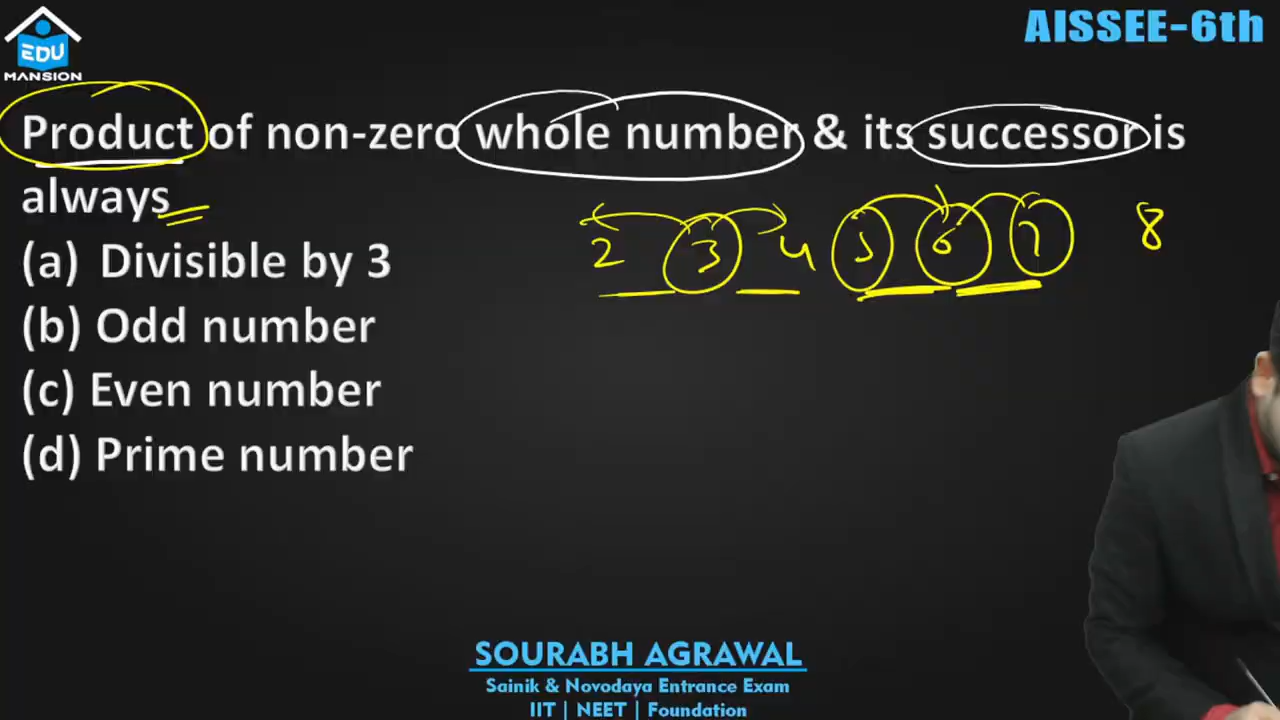 EDU
MANSION
AISSEE-6th
Product of non-zero whole number & its successor is
always
2 3 4 5 6 7 8
(a) Divisible by 3
(b) Odd number
(c) Even number
(d) Prime number
SOURABH AGRAWAL
Sainik & Novodaya Entrance Exam
IIT | NEET | Foundation